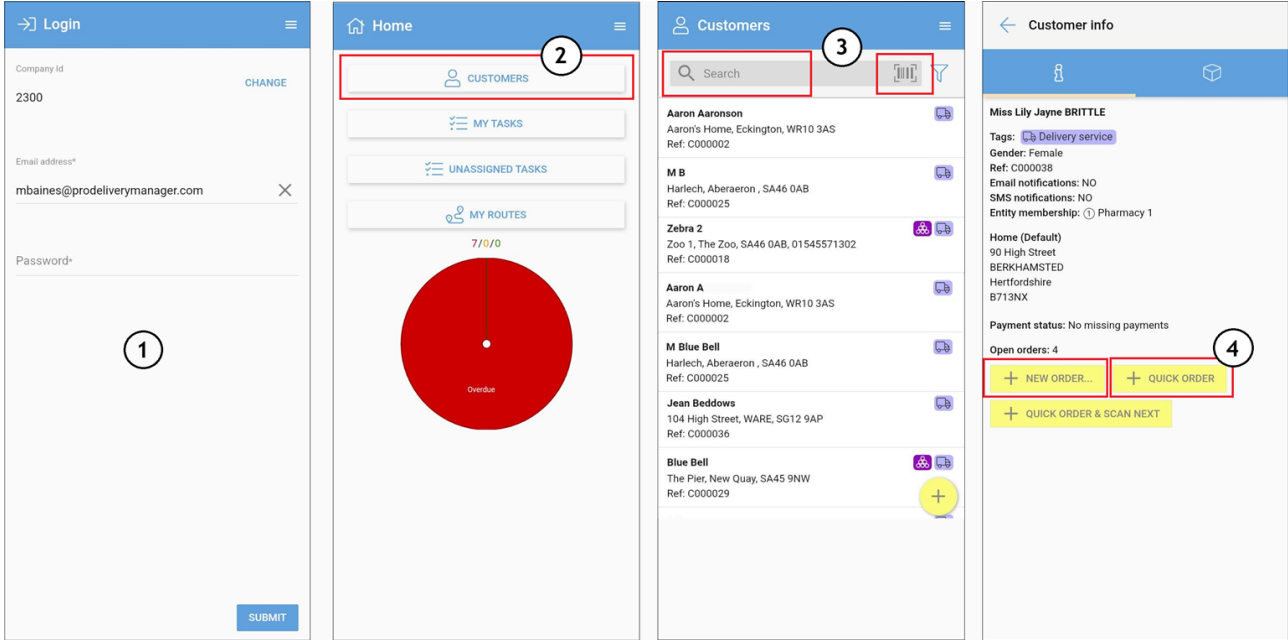 Login
Company Id
CHANGE
2300
Email address*
mbaines@prodeliverymanager.com
Password*
1
SUBMIT
Home
2
CUSTOMERS
MY TASKS
UNASSIGNED TASKS
MY ROUTES
7/0/0
Overdue
Customers
3
Search
Aaron Aaronson
Aaron's Home, Eckington, WR10 3AS
Ref: C000002
M B
Harlech, Aberaeron , SA46 0AB
Ref: C000025
Zebra 2
Zoo 1, The Zoo, SA46 0AB, 01545571302
Ref: C000018
Aaron A
Aaron's Home, Eckington, WR10 3AS
Ref: C000002
M Blue Bell
Harlech, Aberaeron , SA46 0AB
Ref: C000025
Jean Beddows
104 High Street, WARE, SG12 9AP
Ref: C000036
Blue Bell
The Pier, New Quay, SA45 9NW
Ref: C000029
+
Customer info
Miss Lily Jayne BRITTLE
Tags: Delivery service
Gender: Female
Ref: C000038
Email notifications: NO
SMS notifications: NO
Entity membership: 1 Pharmacy 1
Home (Default)
90 High Street
BERKHAMSTED
Hertfordshire
B713NX
Payment status: No missing payments
Open orders: 4
4
+ NEW ORDER...
+ QUICK ORDER
+ QUICK ORDER & SCAN NEXT